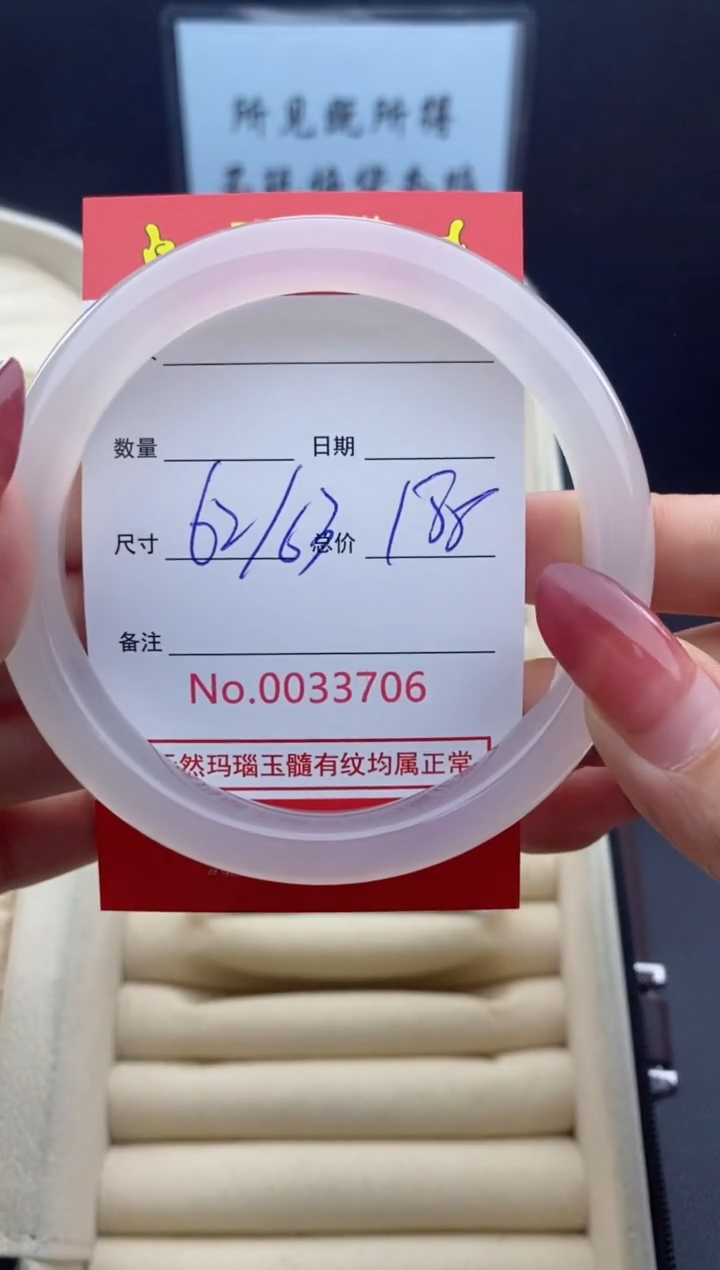 所见既所得
数量 日期
尺寸 62/63 总价 188
备注
No.0033706
天然玛瑙玉髓有纹均属正常